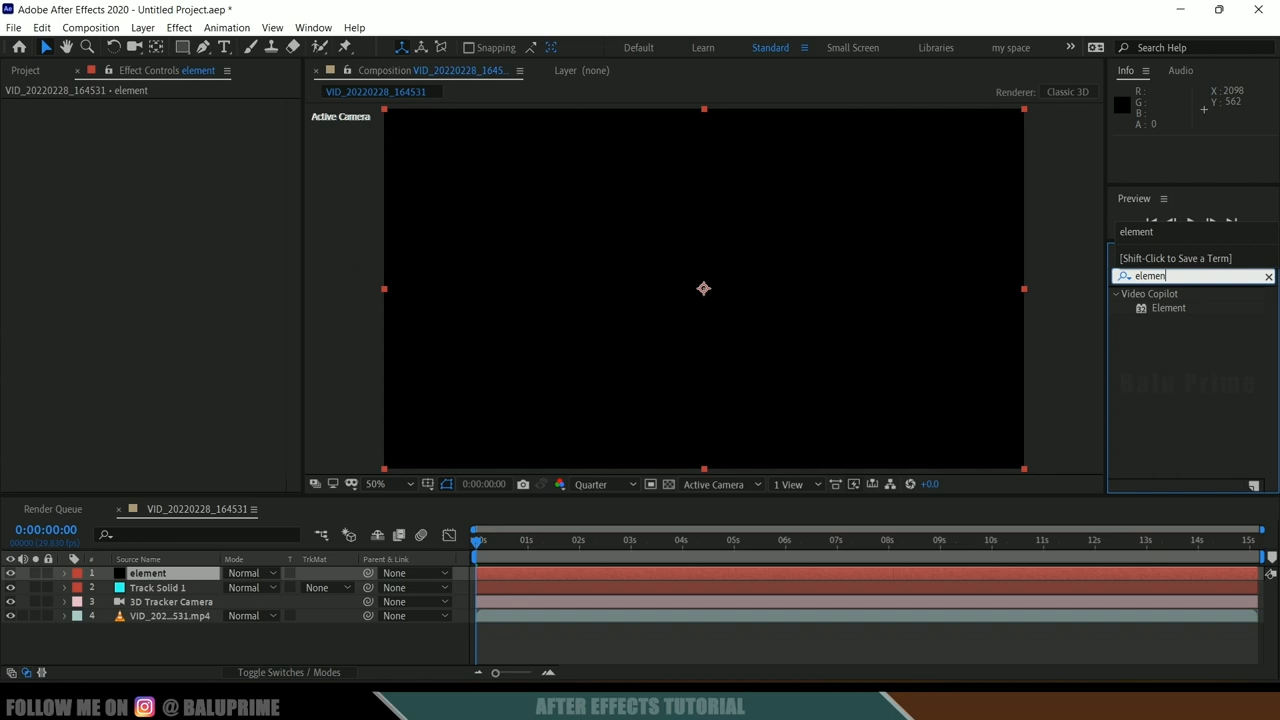 Adobe After Effects 2020 - Untitled Project.aep *
File Edit Composition Layer Effect Animation View Window Help
Snapping Default Learn Standard Small Screen Libraries my space Search Help
Project Effect Controls element
VID_20220228_164531 • element
Composition VID_20220228_1645... Layer (none)
VID_20220228_164531
Renderer: Classic 3D
Active Camera
Info Audio
R: X: 2098
G: Y: 562
B:
A: 0
Preview
element
[Shift-Click to Save a Term]
elemen
Video Copilot
Element
Balu Prime
50% 0:00:00:00 Quarter Active Camera 1 View +0.0
Render Queue VID_20220228_164531
0:00:00:00
00000 (29.830 fps)
# Source Name Mode T TrkMat Parent & Link
01s 02s 03s 04s 05s 06s 07s 08s 09s 10s 11s 12s 13s 14s 15s
1 element Normal None
2 Track Solid 1 Normal None None
3 3D Tracker Camera None
4 VID_202...531.mp4 Normal None
Toggle Switches / Modes
FOLLOW ME ON @ BALUPRIME
AFTER EFFECTS TUTORIAL